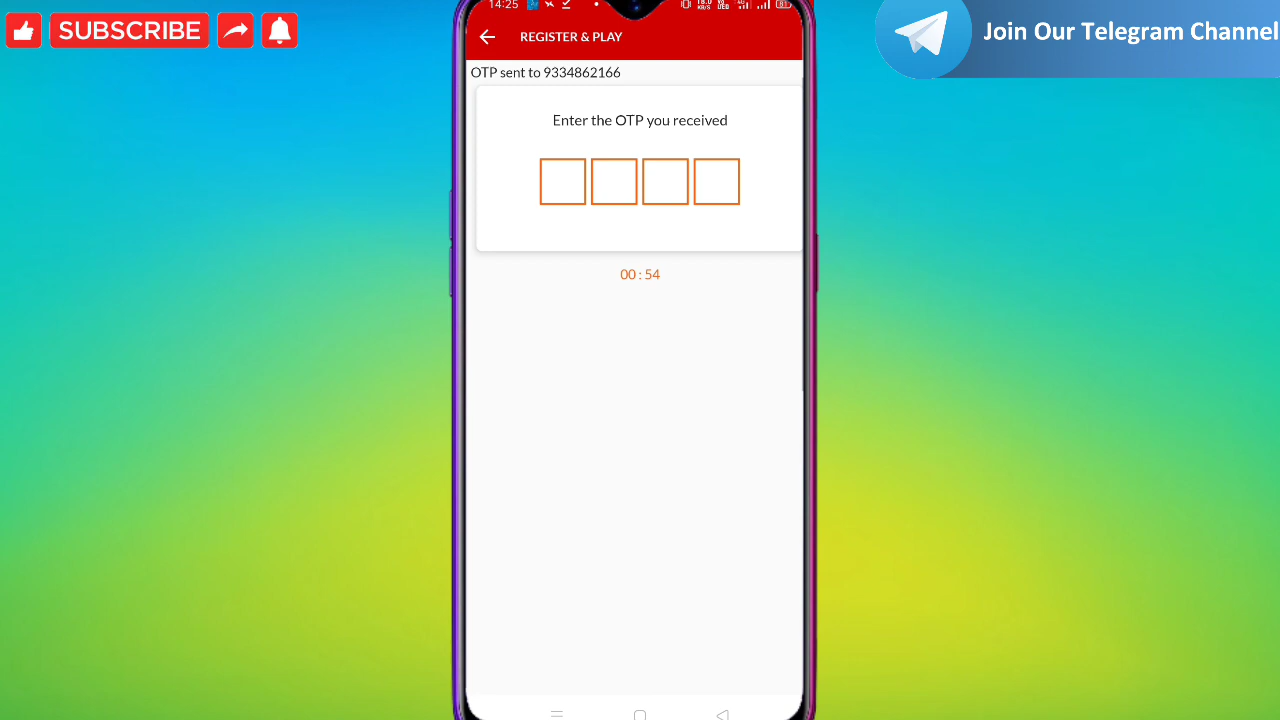 SUBSCRIBE
Join Our Telegram Channel
14:25
REGISTER & PLAY
OTP sent to 9334862166
Enter the OTP you received
00 : 54